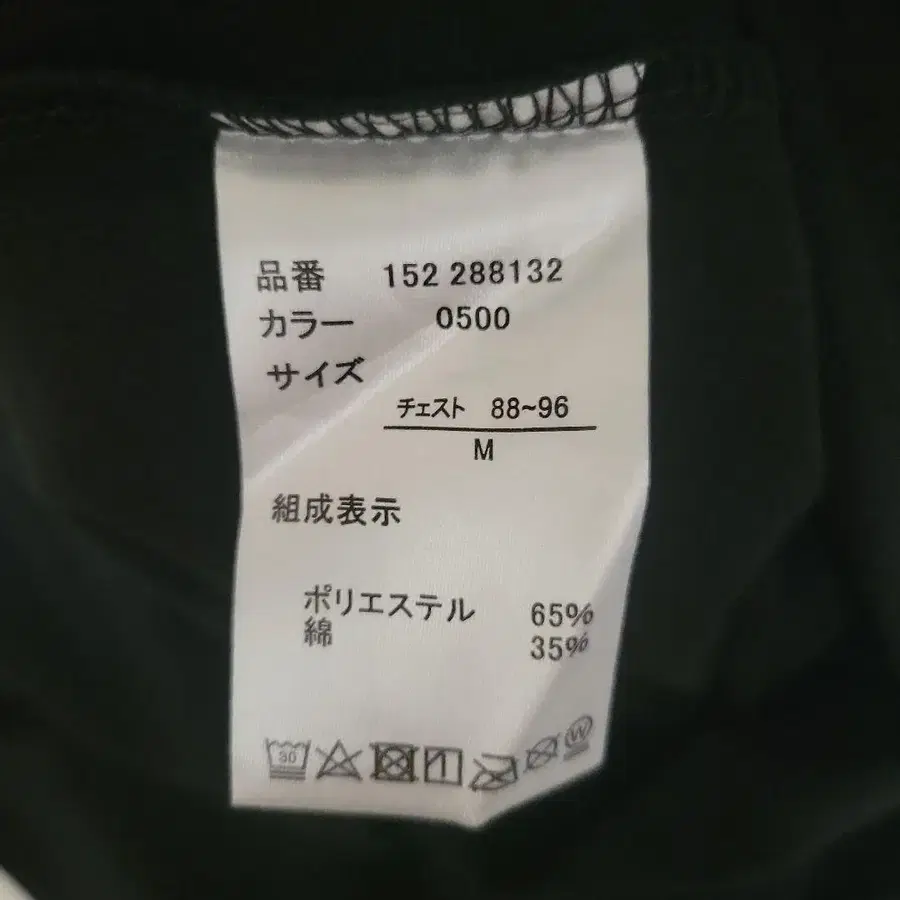 品番 152 288132
カラー 0500
サイズ
チェスト 88~96
M
組成表示
ポリエステル 65%
綿 35%
30 W